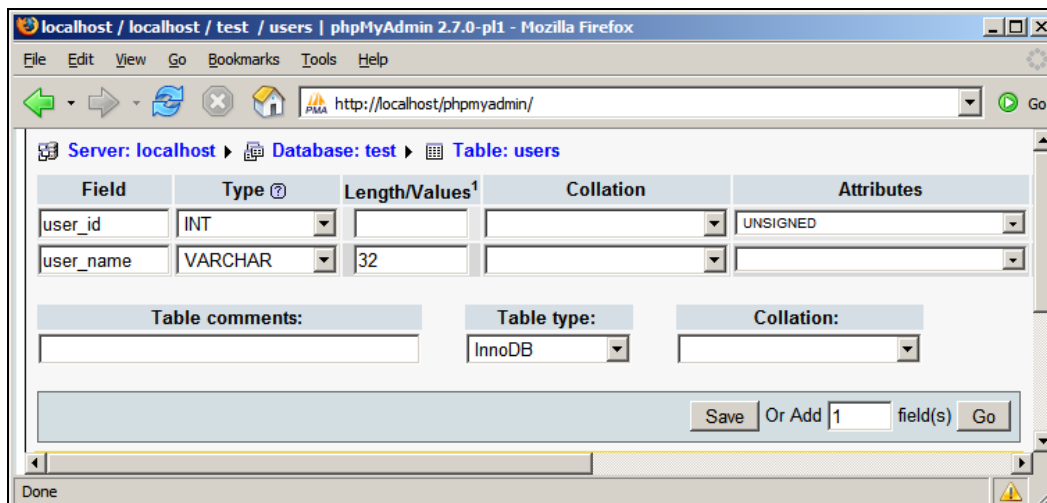 localhost / localhost / test / users | phpMyAdmin 2.7.0-pl1 - Mozilla Firefox
File Edit View Go Bookmarks Tools Help
PMA http://localhost/phpmyadmin/ Go
Server: localhost Database: test Table: users
Field Type ? Length/Values1 Collation Attributes
user_id INT UNSIGNED
user_name VARCHAR 32
Table comments: Table type: Collation:
InnoDB
Save Or Add 1 field(s) Go
Done